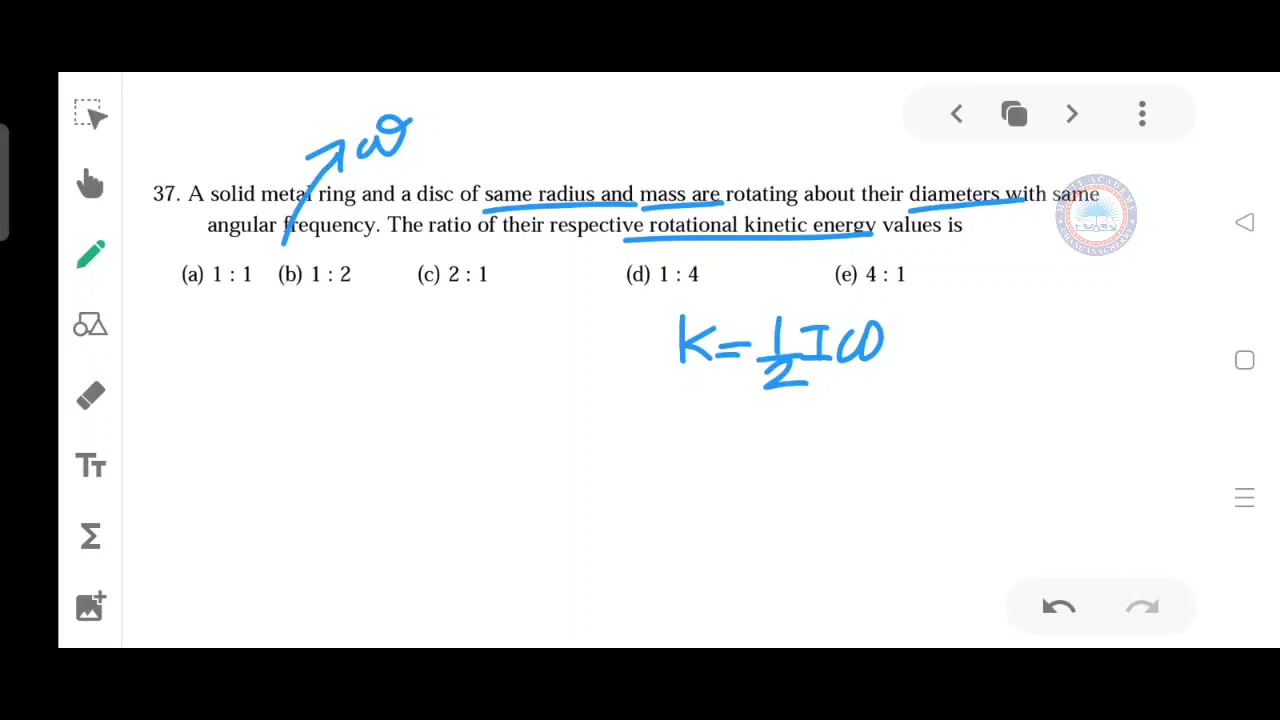 ω
37. A solid metal ring and a disc of same radius and mass are rotating about their diameters with same
angular frequency. The ratio of their respective rotational kinetic energy values is
(a) 1 : 1 (b) 1 : 2 (c) 2 : 1 (d) 1 : 4 (e) 4 : 1
K = 1/2 I ω
TT
Σ